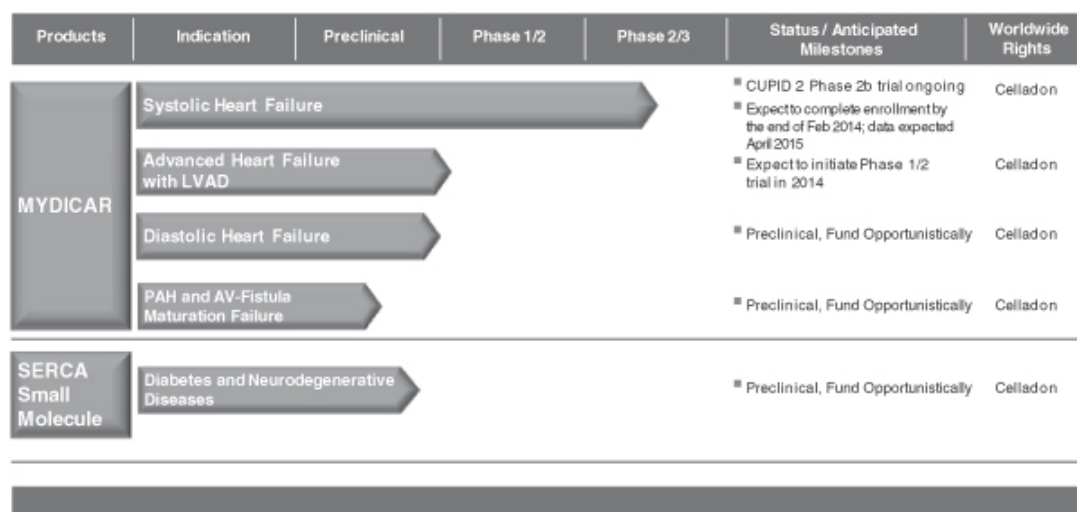 Products Indication Preclinical Phase 1/2 Phase 2/3 Status / Anticipated Milestones Worldwide Rights
MYDICAR
Systolic Heart Failure
CUPID 2 Phase 2b trial ongoing
Expect to complete enrollment by
the end of Feb 2014; data expected
April 2015
Celladon
Advanced Heart Failure
with LVAD
Expect to initiate Phase 1/2
trial in 2014
Celladon
Diastolic Heart Failure
Preclinical, Fund Opportunistically
Celladon
PAH and AV-Fistula
Maturation Failure
Preclinical, Fund Opportunistically
Celladon
SERCA
Small
Molecule
Diabetes and Neurodegenerative
Diseases
Preclinical, Fund Opportunistically
Celladon